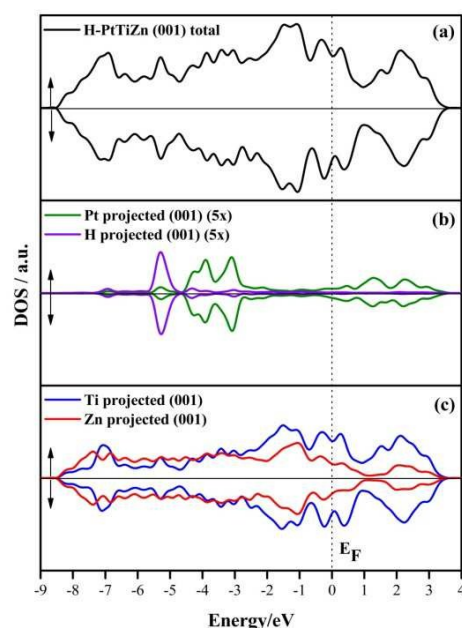 H-PtTiZn (001) total
(a)
Pt projected (001) (5x)
H projected (001) (5x)
(b)
DOS / a.u.
Ti projected (001)
Zn projected (001)
(c)
E_F
-9 -8 -7 -6 -5 -4 -3 -2 -1 0 1 2 3 4
Energy/eV